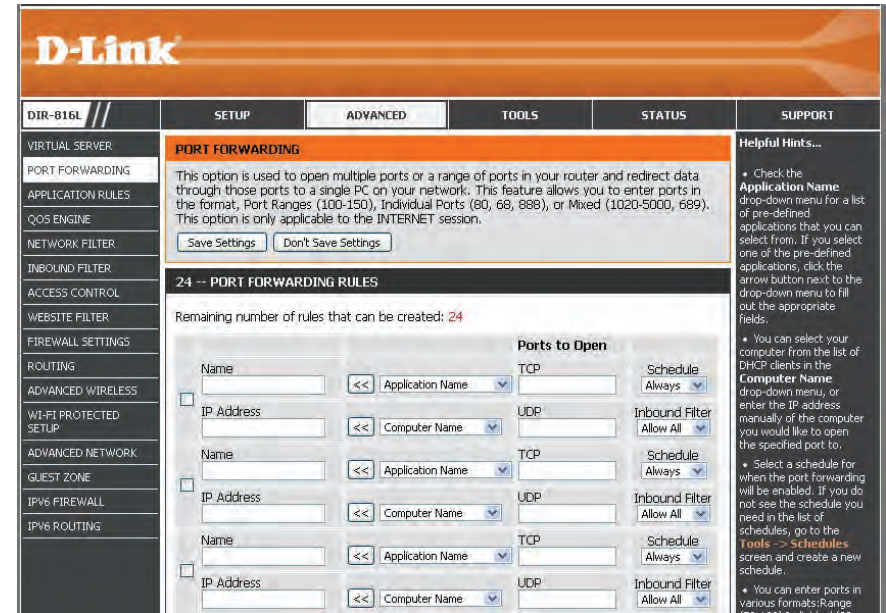 D-Link
DIR-816L
SETUP
ADVANCED
TOOLS
STATUS
SUPPORT
VIRTUAL SERVER
PORT FORWARDING
APPLICATION RULES
QOS ENGINE
NETWORK FILTER
INBOUND FILTER
ACCESS CONTROL
WEBSITE FILTER
FIREWALL SETTINGS
ROUTING
ADVANCED WIRELESS
WI-FI PROTECTED
SETUP
ADVANCED NETWORK
GUEST ZONE
IPV6 FIREWALL
IPV6 ROUTING
PORT FORWARDING
This option is used to open multiple ports or a range of ports in your router and redirect data
through those ports to a single PC on your network. This feature allows you to enter ports in
the format, Port Ranges (100-150), Individual Ports (80, 68, 888), or Mixed (1020-5000, 689).
This option is only applicable to the INTERNET session.
Save Settings Don't Save Settings
24 -- PORT FORWARDING RULES
Remaining number of rules that can be created: 24
Ports to Open
Name TCP Schedule
<< Application Name Always
IP Address UDP Inbound Filter
<< Computer Name Allow All
Name TCP Schedule
<< Application Name Always
IP Address UDP Inbound Filter
<< Computer Name Allow All
Name TCP Schedule
<< Application Name Always
IP Address UDP Inbound Filter
<< Computer Name Allow All
Helpful Hints...
• Check the
Application Name
drop-down menu for a list
of pre-defined
applications that you can
select from. If you select
one of the pre-defined
applications, click the
arrow button next to the
drop-down menu to fill
out the appropriate
fields.
• You can select your
computer from the list of
DHCP clients in the
Computer Name
drop-down menu, or
enter the IP address
manually of the computer
you would like to open
the specified port to.
• Select a schedule for
when the port forwarding
will be enabled. If you do
not see the schedule you
need in the list of
schedules, go to the
Tools -> Schedules
screen and create a new
schedule.
• You can enter ports in
various formats:Range